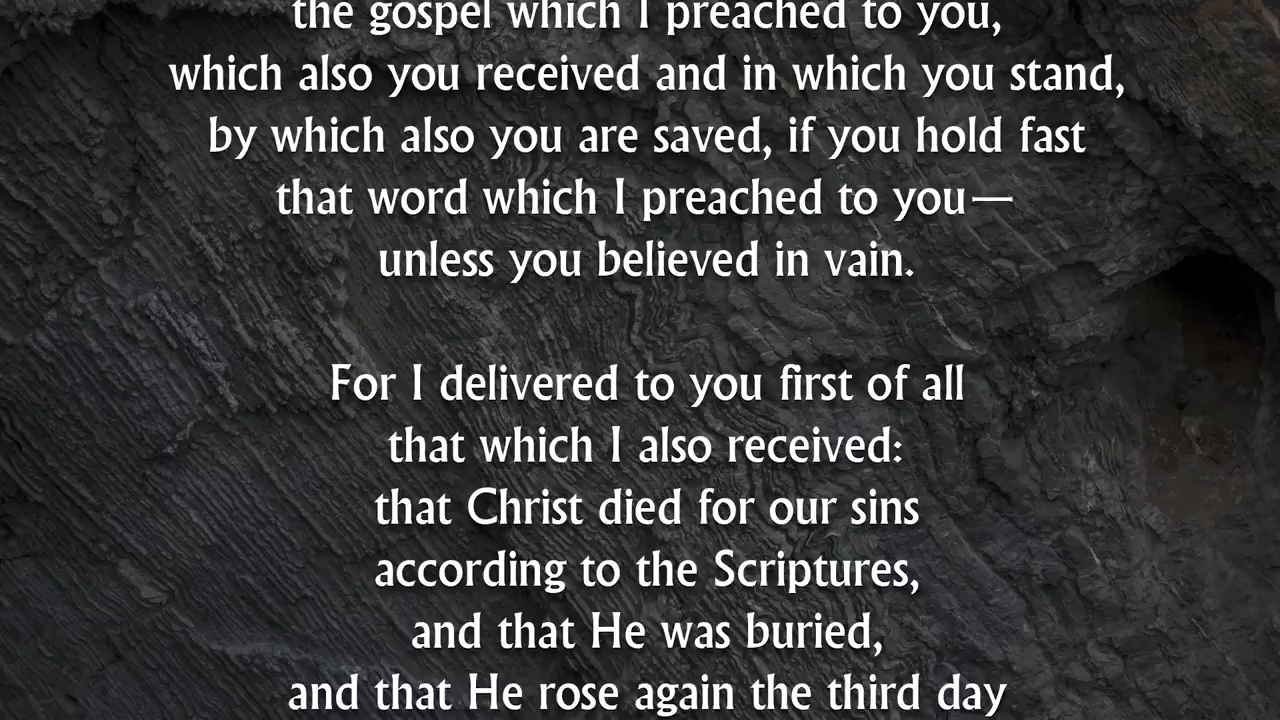 the gospel which I preached to you,
which also you received and in which you stand,
by which also you are saved, if you hold fast
that word which I preached to you—
unless you believed in vain.
For I delivered to you first of all
that which I also received:
that Christ died for our sins
according to the Scriptures,
and that He was buried,
and that He rose again the third day